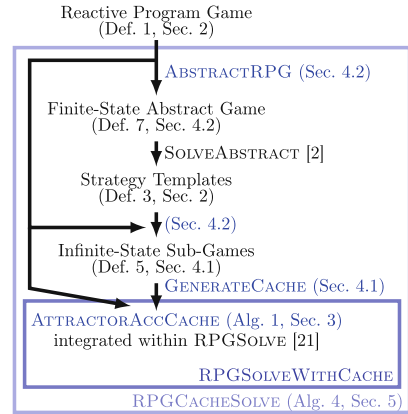 Reactive Program Game
(Def. 1, Sec. 2)
AbstractRPG (Sec. 4.2)
Finite-State Abstract Game
(Def. 7, Sec. 4.2)
SolveAbstract [2]
Strategy Templates
(Def. 3, Sec. 2)
(Sec. 4.2)
Infinite-State Sub-Games
(Def. 5, Sec. 4.1)
GenerateCache (Sec. 4.1)
AttractorAccCache (Alg. 1, Sec. 3)
integrated within RPGSolve [21]
RPGSolveWithCache
RPGCacheSolve (Alg. 4, Sec. 5)